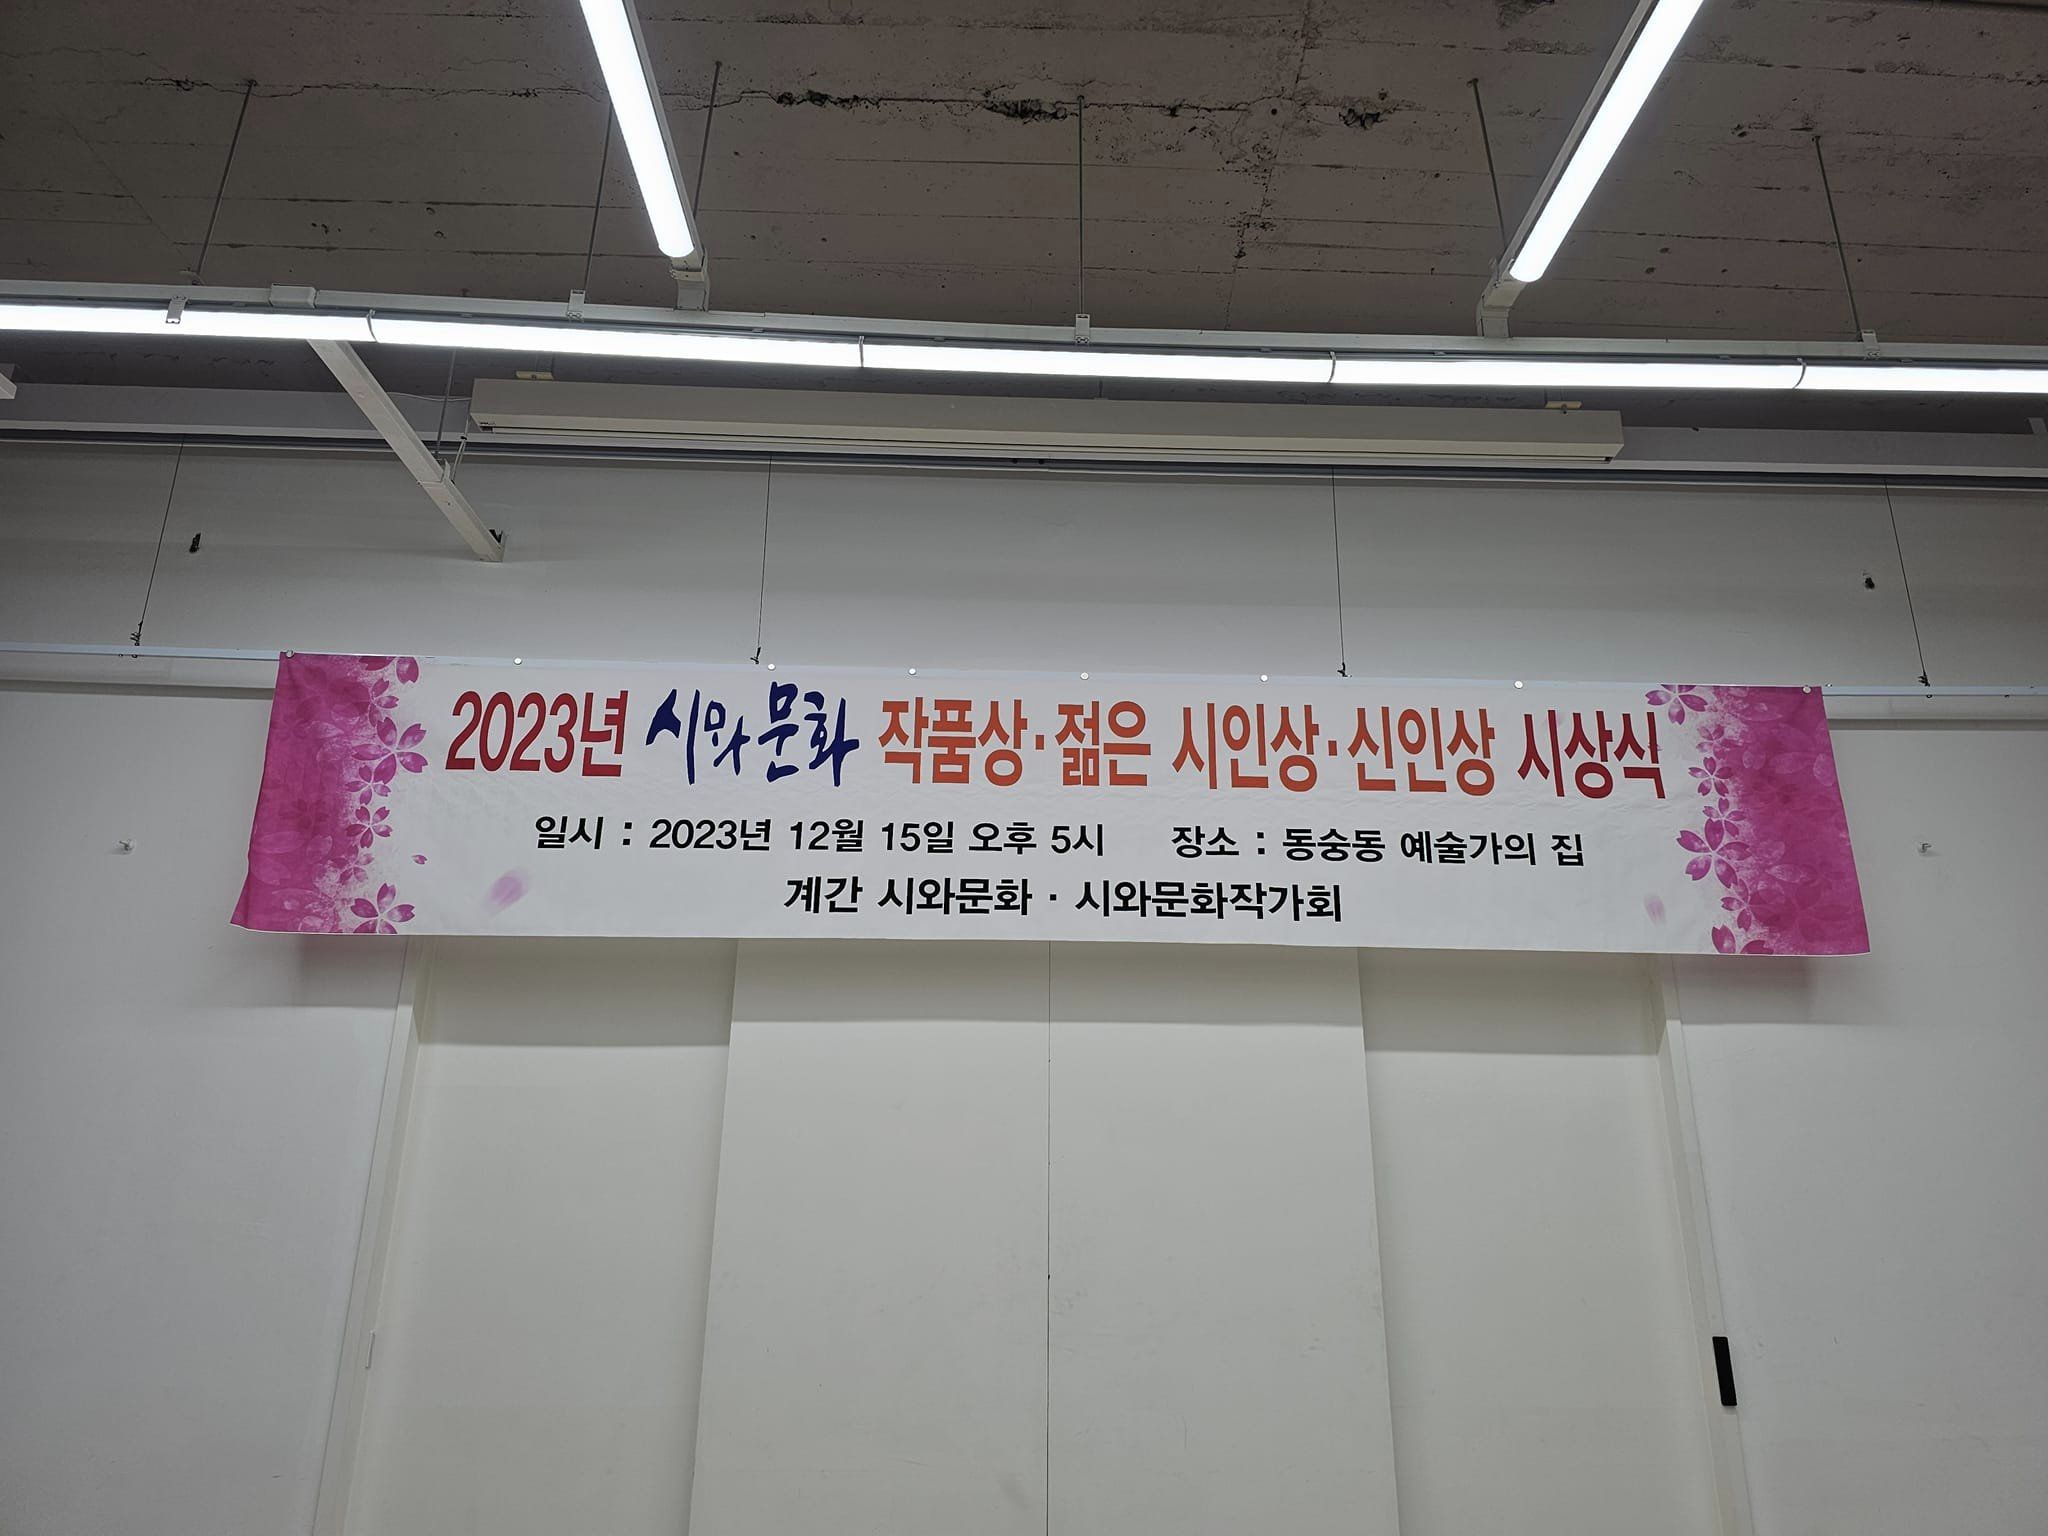 2023년 시와문화 작품상·젊은 시인상·신인상 시상식
일시 : 2023년 12월 15일 오후 5시 장소 : 동숭동 예술가의 집
계간 시와문화 · 시와문화작가회